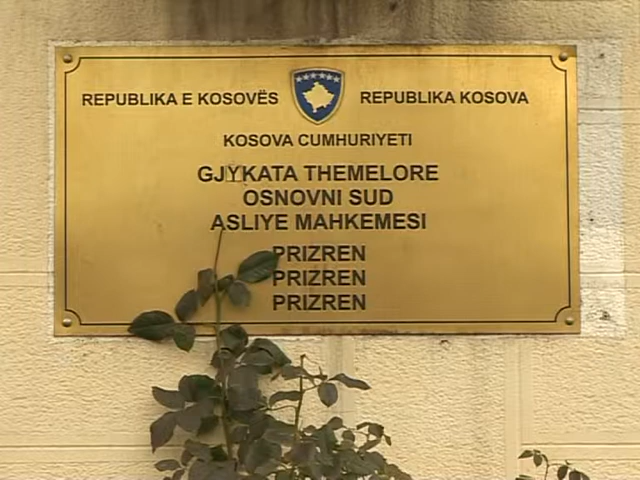 REPUBLIKA E KOSOVËS REPUBLIKA KOSOVA
KOSOVA CUMHURIYETI
GJYKATA THEMELORE
OSNOVNI SUD
ASLIYE MAHKEMESI
PRIZREN
PRIZREN
PRIZREN